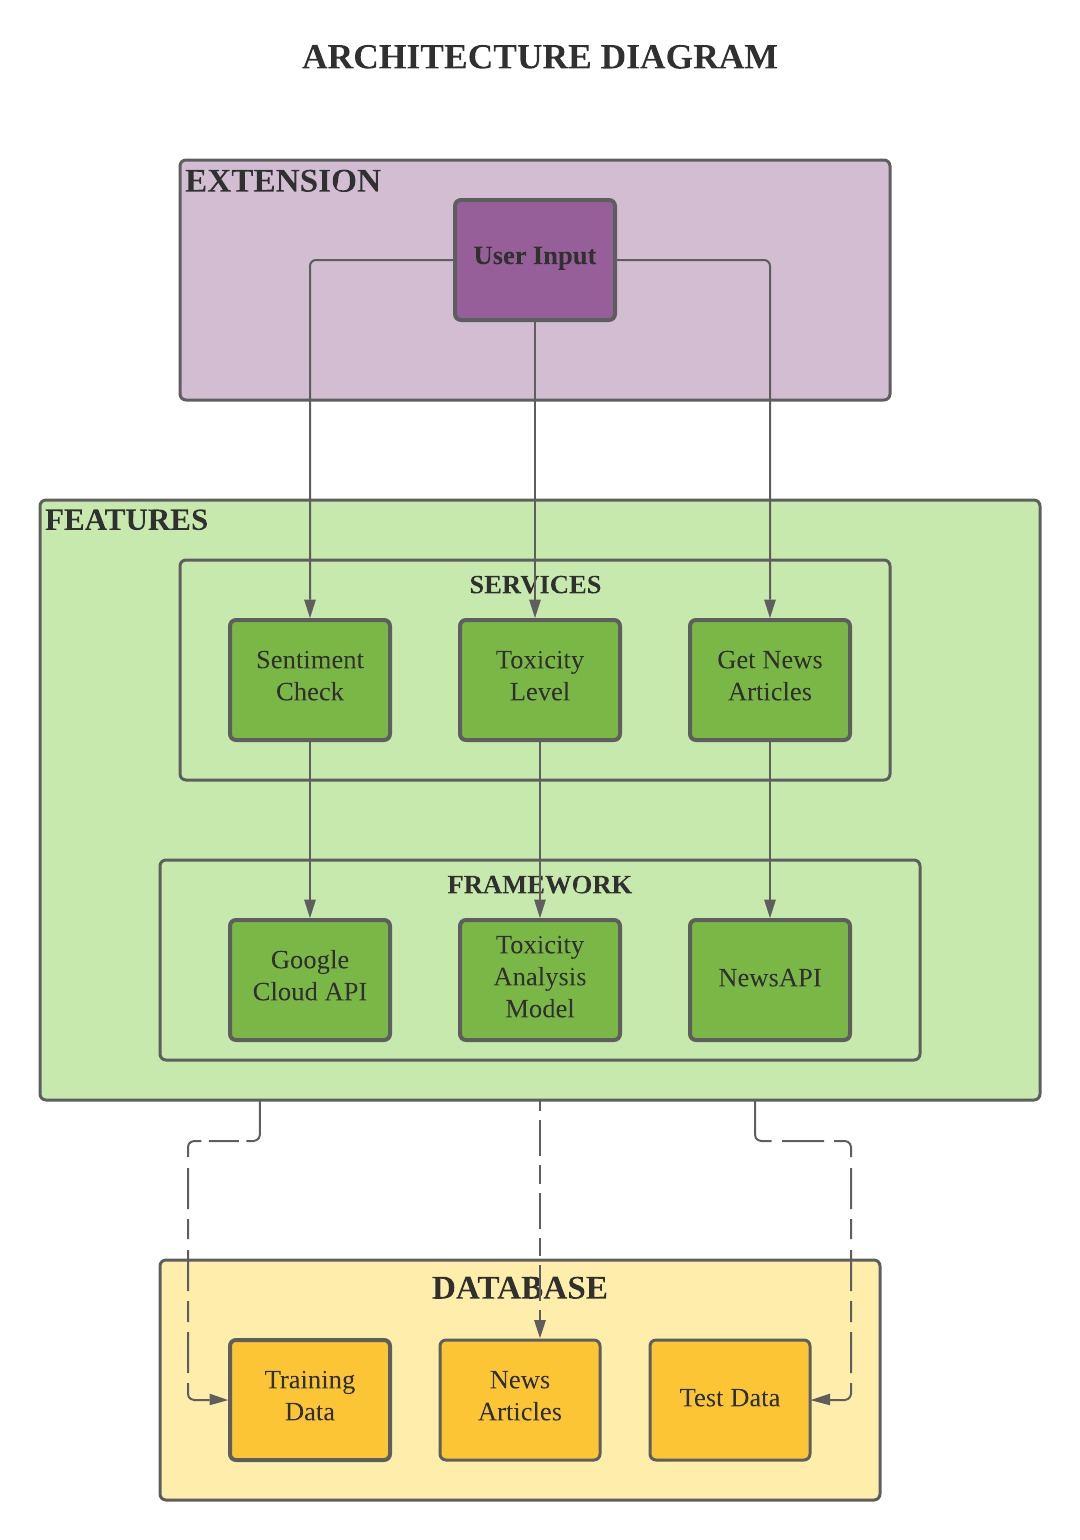 ARCHITECTURE DIAGRAM
EXTENSION
User Input
FEATURES
SERVICES
Sentiment
Check
Toxicity
Level
Get News
Articles
FRAMEWORK
Google
Cloud API
Toxicity
Analysis
Model
NewsAPI
DATABASE
Training
Data
News
Articles
Test Data